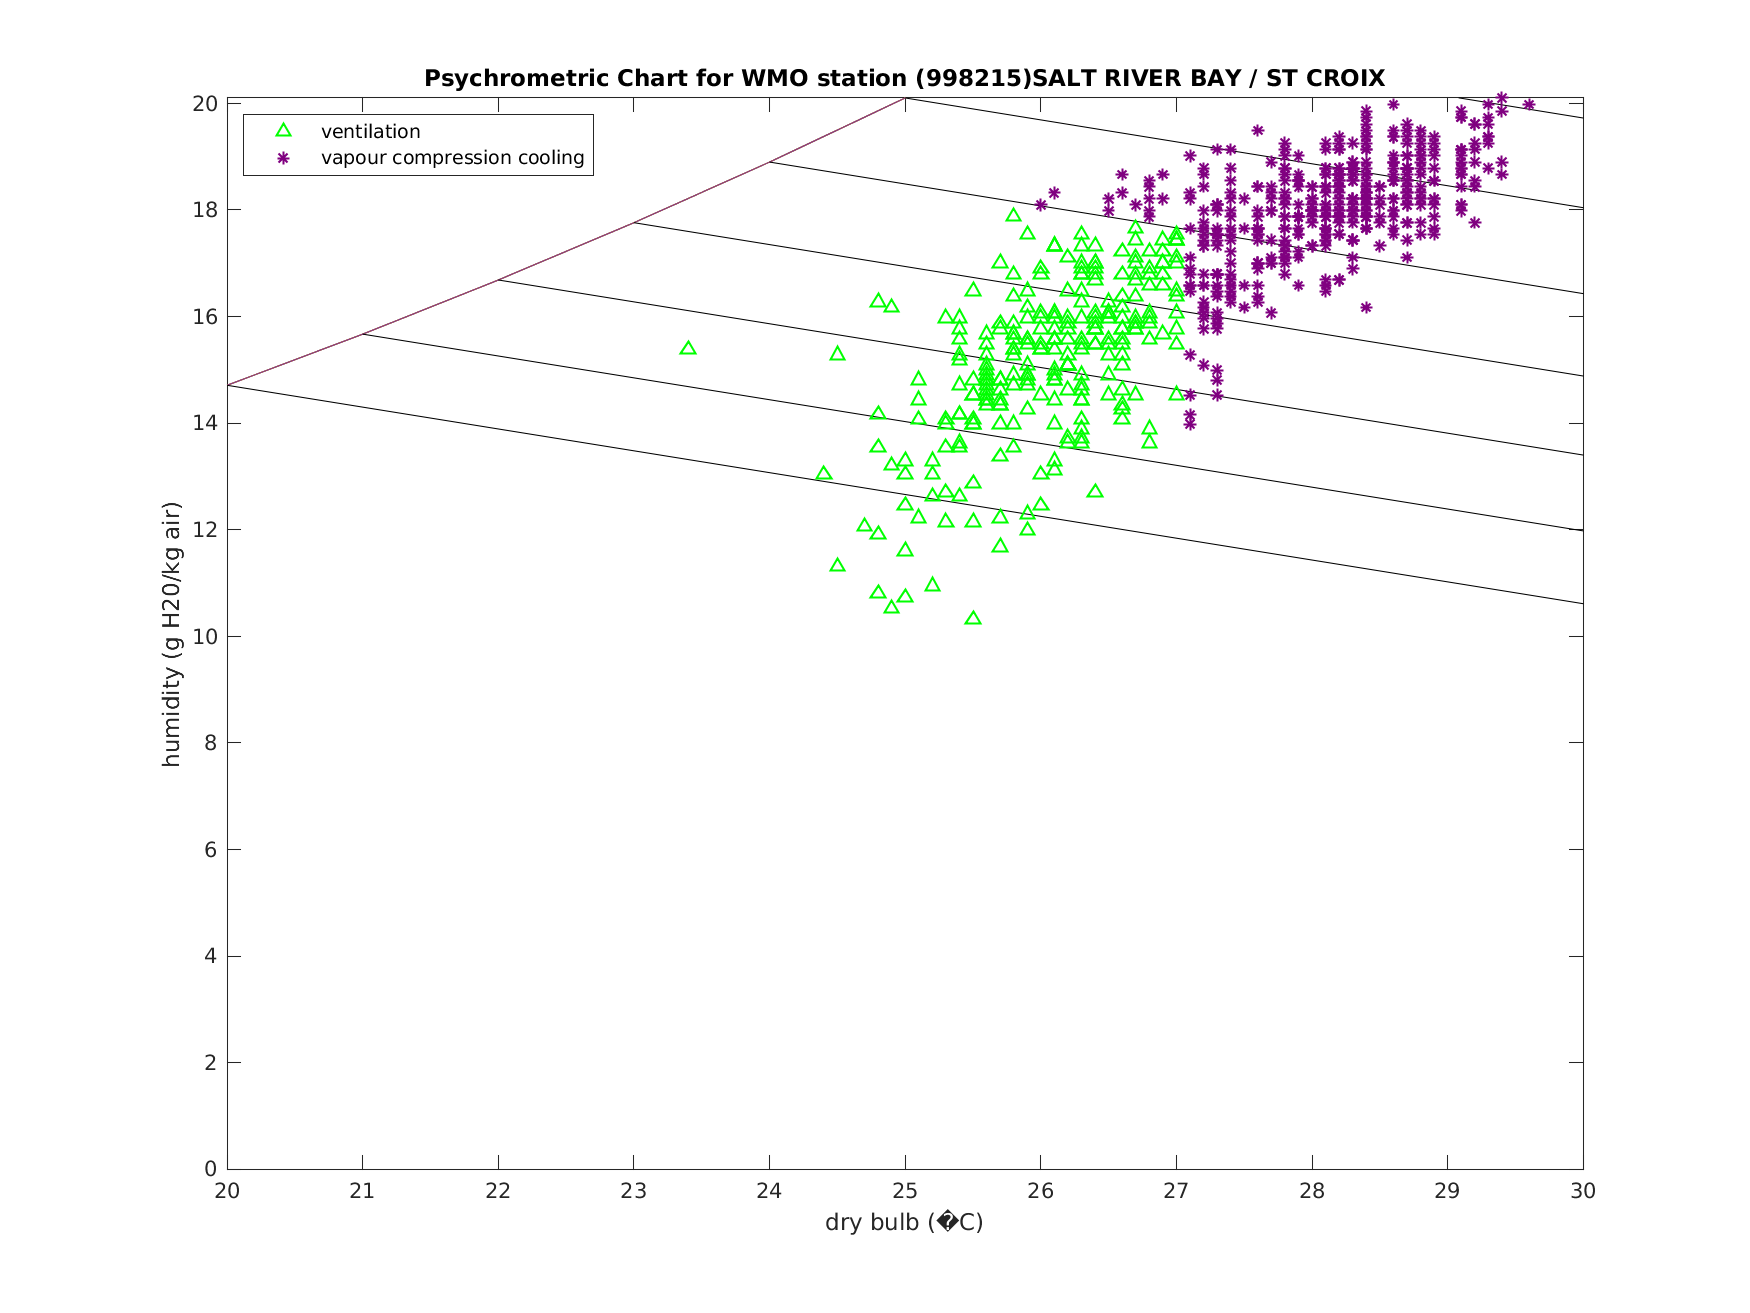 Psychrometric Chart for WMO station (998215)SALT RIVER BAY / ST CROIX
ventilation
vapour compression cooling
humidity (g H20/kg air)
20
18
16
14
12
10
8
6
4
2
0
20 21 22 23 24 25 26 27 28 29 30
dry bulb (�C)